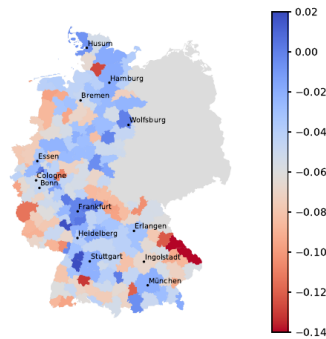 Husum
Hamburg
Bremen
Wolfsburg
Essen
Cologne
Bonn
Frankfurt
Heidelberg
Erlangen
Stuttgart
Ingolstadt
München
0.02
0.00
−0.02
−0.04
−0.06
−0.08
−0.10
−0.12
−0.14